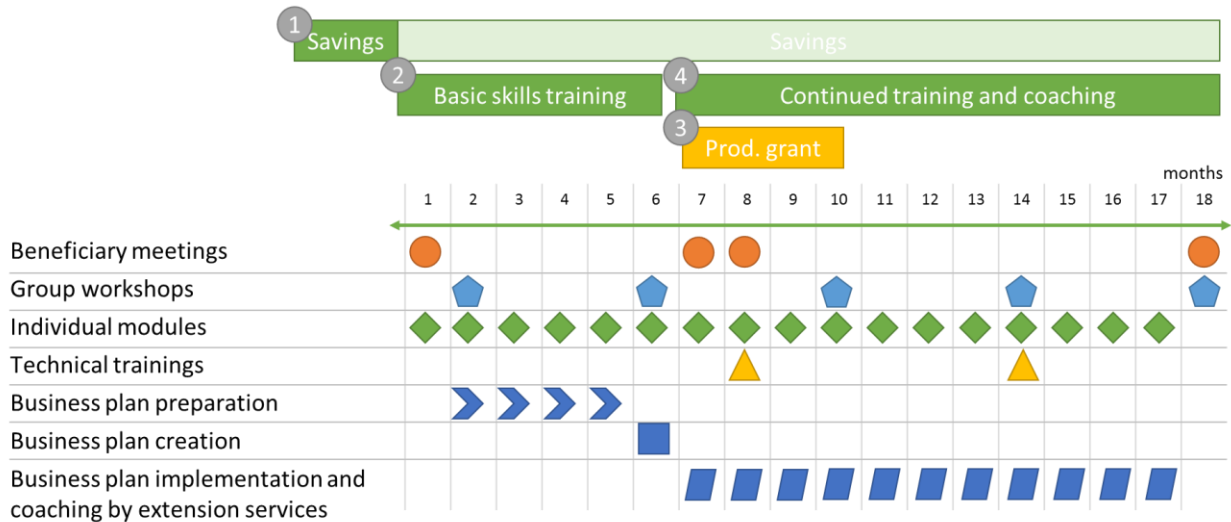 1
Savings
Savings
2
Basic skills training
4
Continued training and coaching
3
Prod. grant
months
1 2 3 4 5 6 7 8 9 10 11 12 13 14 15 16 17 18
Beneficiary meetings
Group workshops
Individual modules
Technical trainings
Business plan preparation
Business plan creation
Business plan implementation and
coaching by extension services